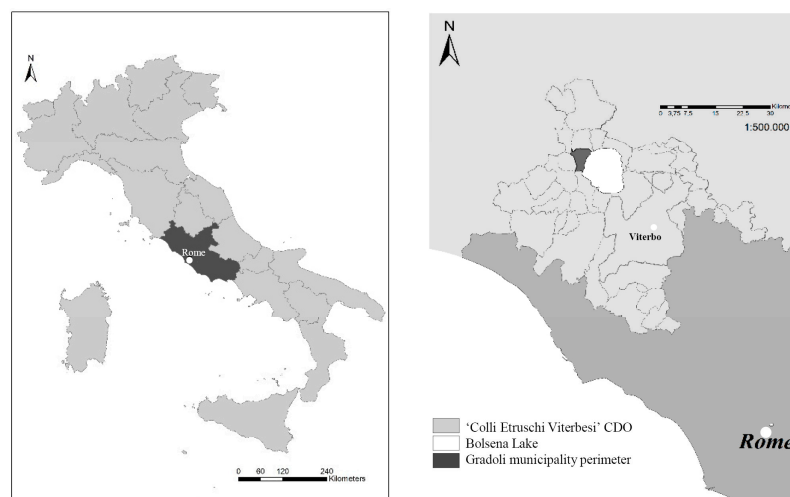 N
Rome
0 60 120 240
Kilometers
N
0 3,75 7,5 15 22,5 30
1:500.000
Viterbo
'Colli Etruschi Viterbesi' CDO
Bolsena Lake
Gradoli municipality perimeter
Rome